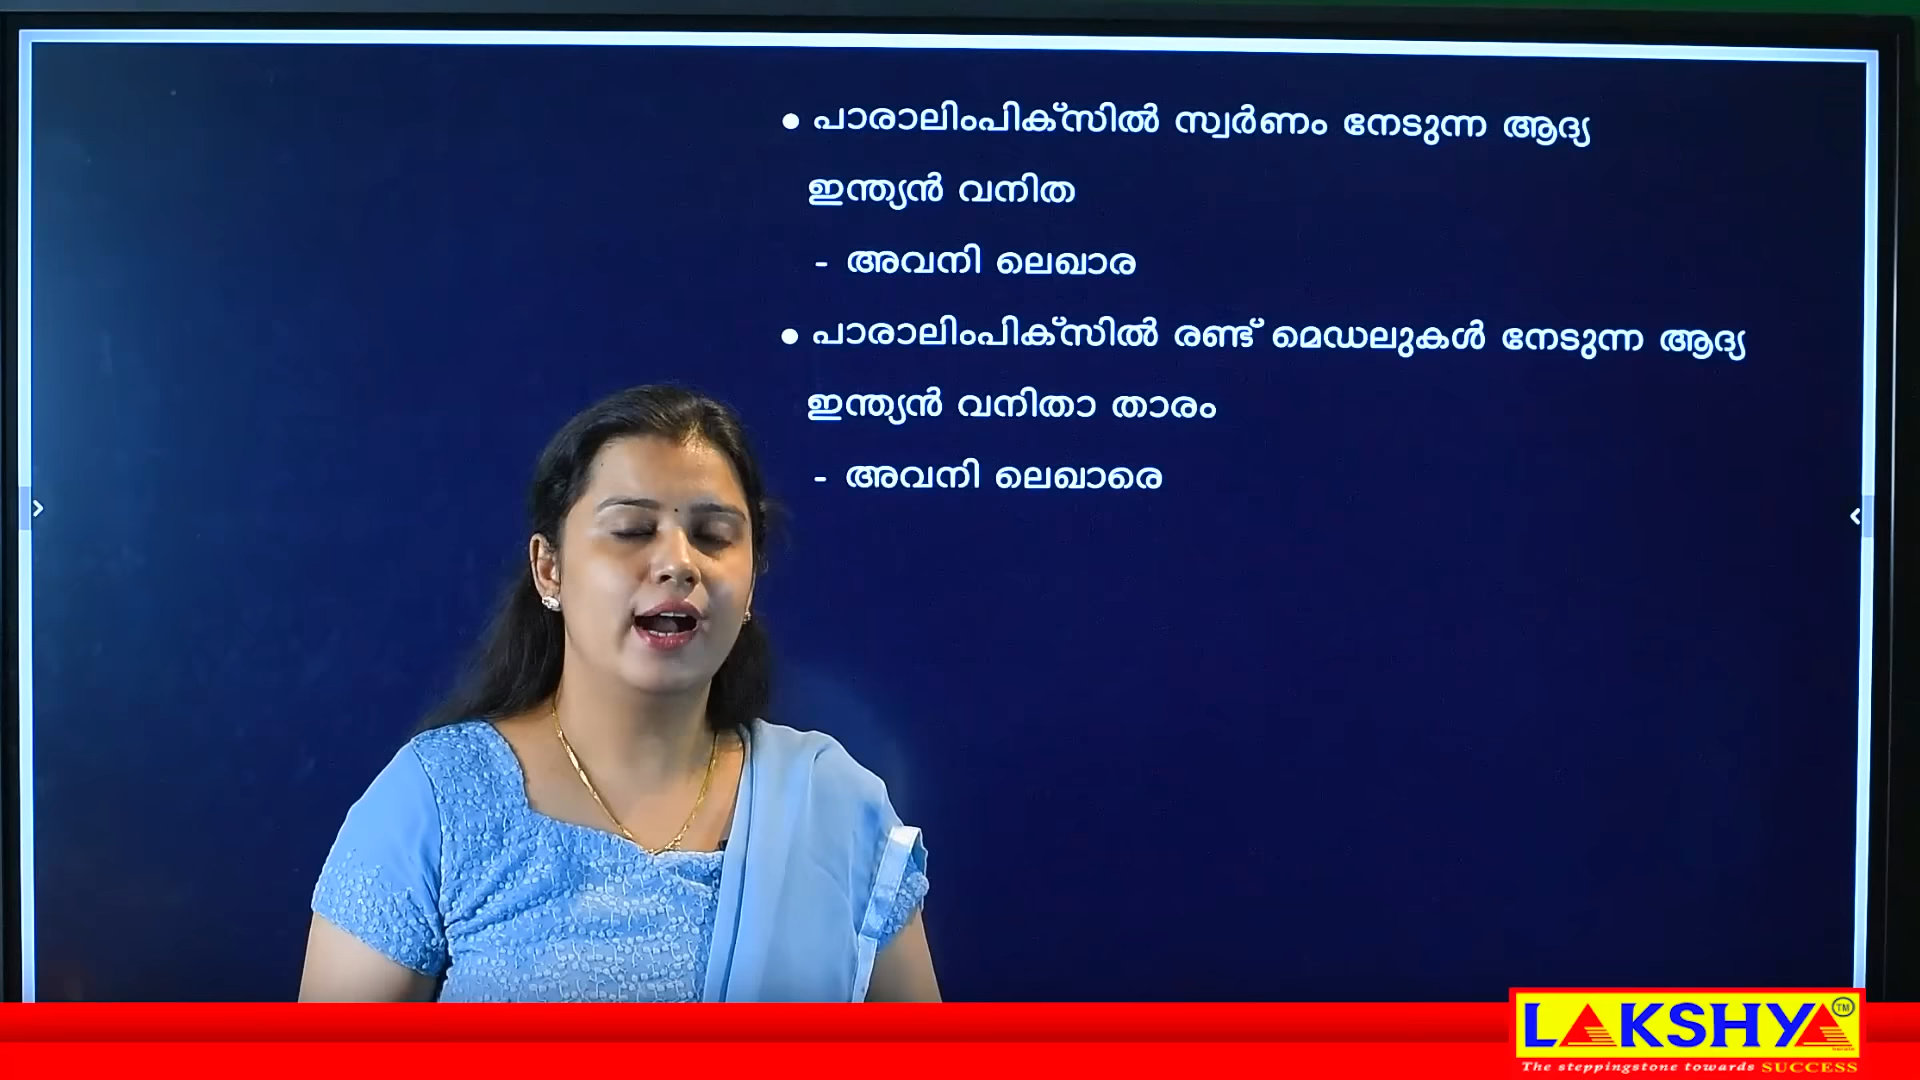 • പാരാലിംപിക്സിൽ സ്വർണം നേടുന്ന ആദ്യ
ഇന്ത്യൻ വനിത
- അവനി ലെഖാര
• പാരാലിംപിക്സിൽ രണ്ട് മെഡലുകൾ നേടുന്ന ആദ്യ
ഇന്ത്യൻ വനിതാ താരം
- അവനി ലെഖാരെ
LAKSHYA TM
The steppingstone towards SUCCESS